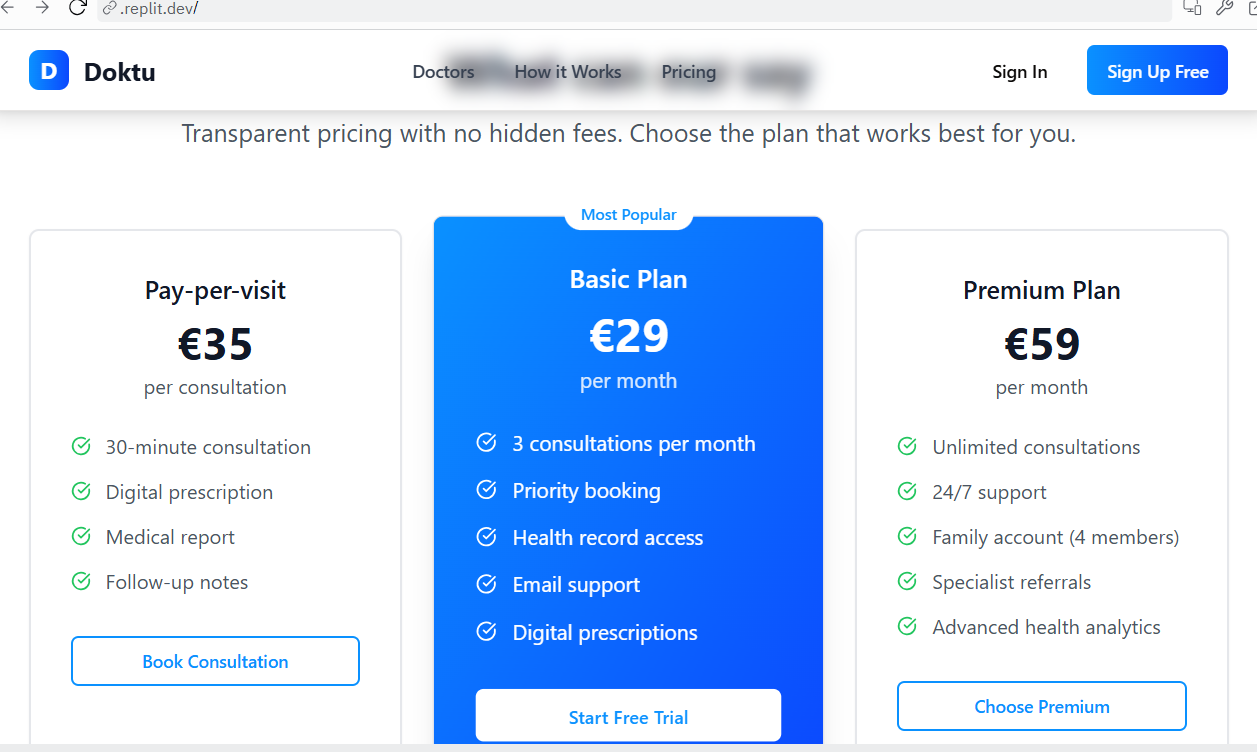 .replit.dev/
D Doktu
Doctors How it Works Pricing
Sign In
Sign Up Free
Transparent pricing with no hidden fees. Choose the plan that works best for you.
Pay-per-visit
€35
per consultation
30-minute consultation
Digital prescription
Medical report
Follow-up notes
Book Consultation
Most Popular
Basic Plan
€29
per month
3 consultations per month
Priority booking
Health record access
Email support
Digital prescriptions
Start Free Trial
Premium Plan
€59
per month
Unlimited consultations
24/7 support
Family account (4 members)
Specialist referrals
Advanced health analytics
Choose Premium